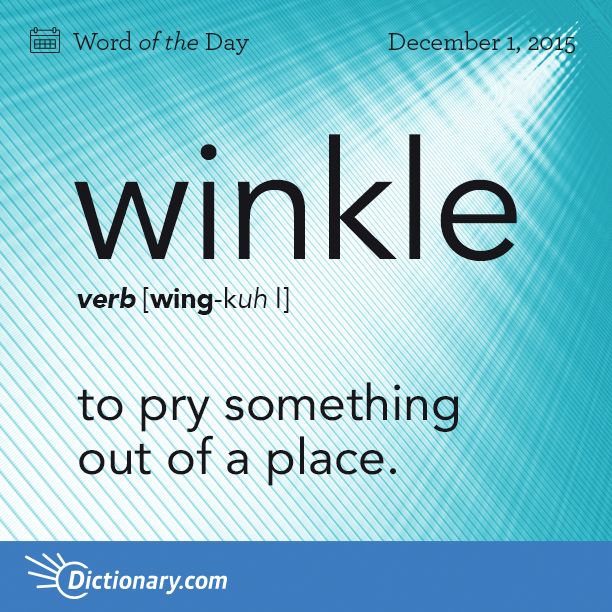 Word of the Day December 1, 2015
winkle
verb [wing-kuh l]
to pry something
out of a place.
Dictionary.com